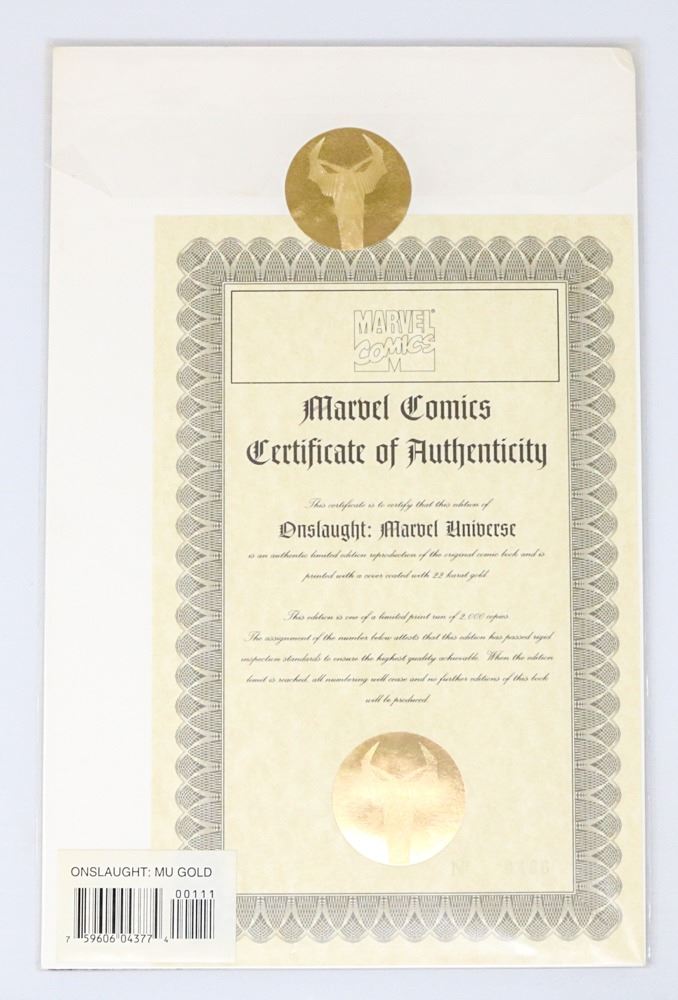 MARVEL
COMICS
M
Marvel Comics
Certificate of Authenticity
This certificate is to certify that this edition of
Onslaught: Marvel Universe
is an authentic limited edition reproduction of the original comic book and is
printed with a cover coated with 22 karat gold.
This edition is one of a limited print run of 2,000 copies.
The assignment of the number below attests that this edition has passed rigid
inspection standards to ensure the highest quality achievable. When the edition
limit is reached, all numbering will cease and no further editions of this book
will be produced.
Nº
ONSLAUGHT: MU GOLD
00111
7 59606 04377 4